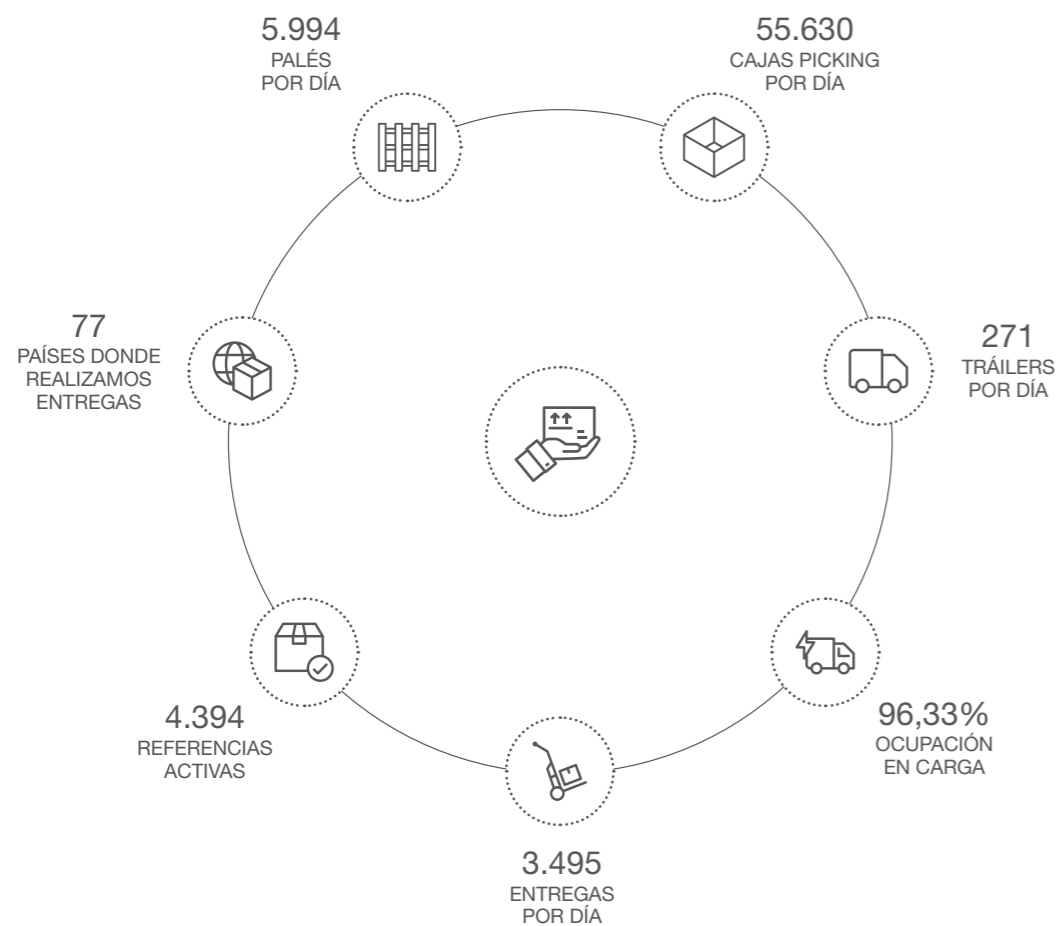 5.994
PALÉS
POR DÍA
55.630
CAJAS PICKING
POR DÍA
77
PAÍSES DONDE
REALIZAMOS
ENTREGAS
271
TRÁILERS
POR DÍA
4.394
REFERENCIAS
ACTIVAS
96,33%
OCUPACIÓN
EN CARGA
3.495
ENTREGAS
POR DÍA